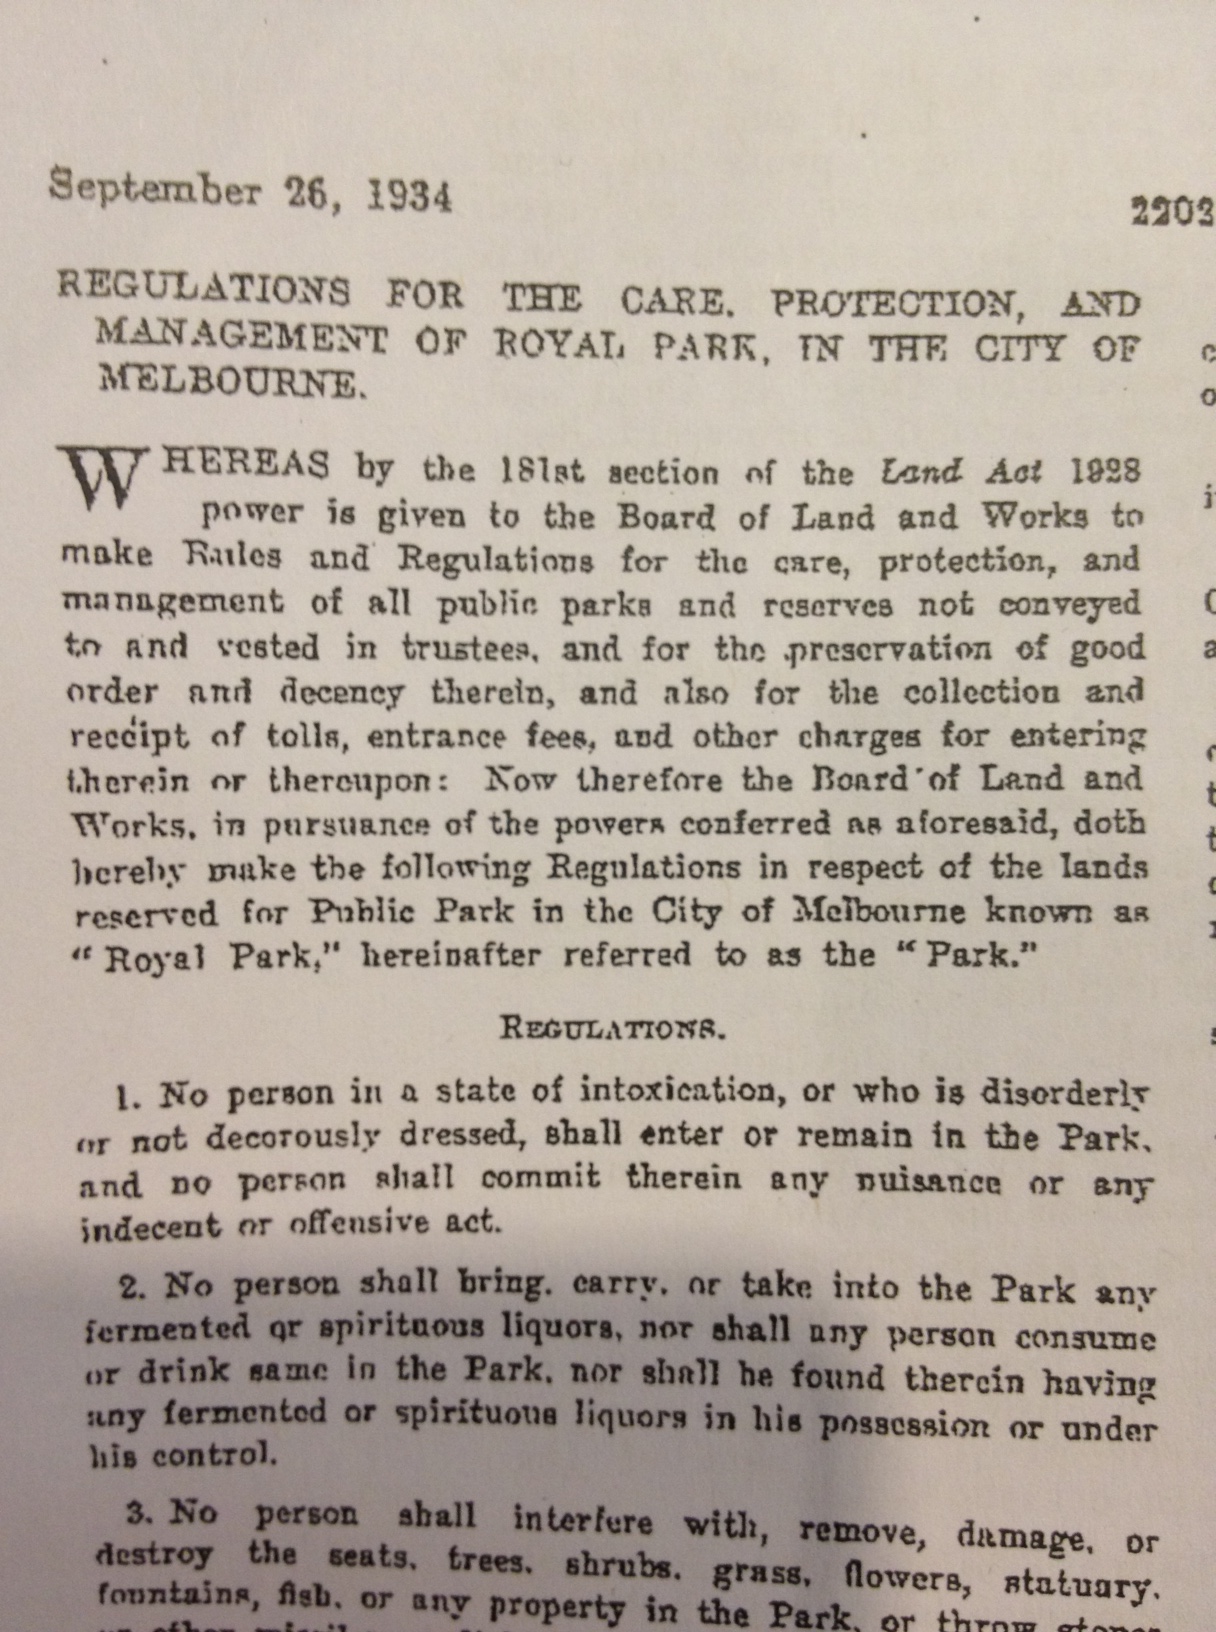 September 26, 1934
2203
REGULATIONS FOR THE CARE, PROTECTION, AND
MANAGEMENT OF ROYAL PARK, IN THE CITY OF
MELBOURNE.
WHEREAS by the 181st section of the Land Act 1928
power is given to the Board of Land and Works to
make Rules and Regulations for the care, protection, and
management of all public parks and reserves not conveyed
to and vested in trustees, and for the preservation of good
order and decency therein, and also for the collection and
receipt of tolls, entrance fees, and other charges for entering
therein or thereupon: Now therefore the Board of Land and
Works, in pursuance of the powers conferred as aforesaid, doth
hereby make the following Regulations in respect of the lands
reserved for Public Park in the City of Melbourne known as
“Royal Park,” hereinafter referred to as the “Park.”
REGULATIONS.
1. No person in a state of intoxication, or who is disorderly
or not decorously dressed, shall enter or remain in the Park,
and no person shall commit therein any nuisance or any
indecent or offensive act.
2. No person shall bring, carry, or take into the Park any
fermented or spirituous liquors, nor shall any person consume
or drink same in the Park, nor shall he found therein having
any fermented or spirituous liquors in his possession or under
his control.
3. No person shall interfere with, remove, damage, or
destroy the seats, trees, shrubs, grass, flowers, statuary,
fountains, fish, or any property in the Park, or throw stones